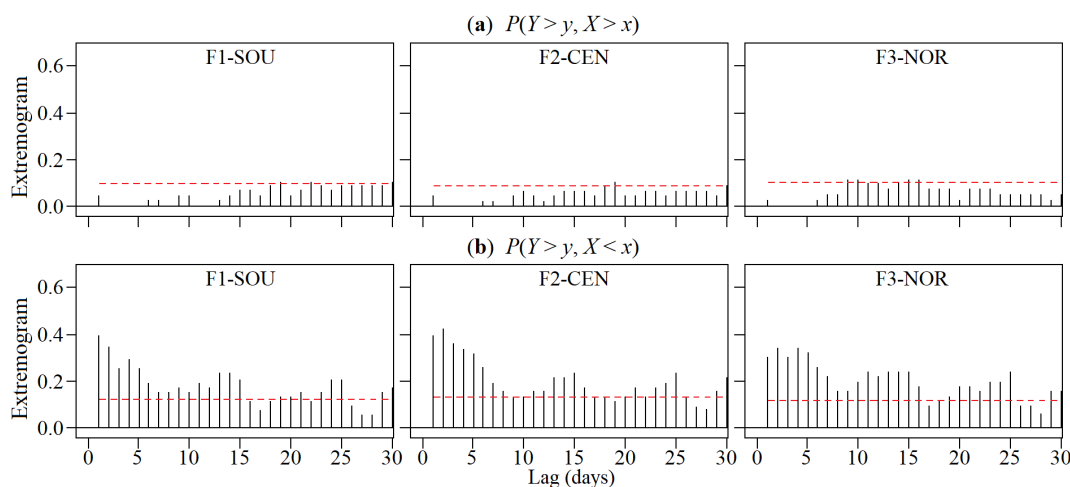 (a) P(Y > y, X > x)
F1-SOU F2-CEN F3-NOR
Extremogram
0.6
0.4
0.2
0.0
(b) P(Y > y, X < x)
F1-SOU F2-CEN F3-NOR
Extremogram
0.6
0.4
0.2
0.0
0 5 10 15 20 25 30 0 5 10 15 20 25 30 0 5 10 15 20 25 30
Lag (days)